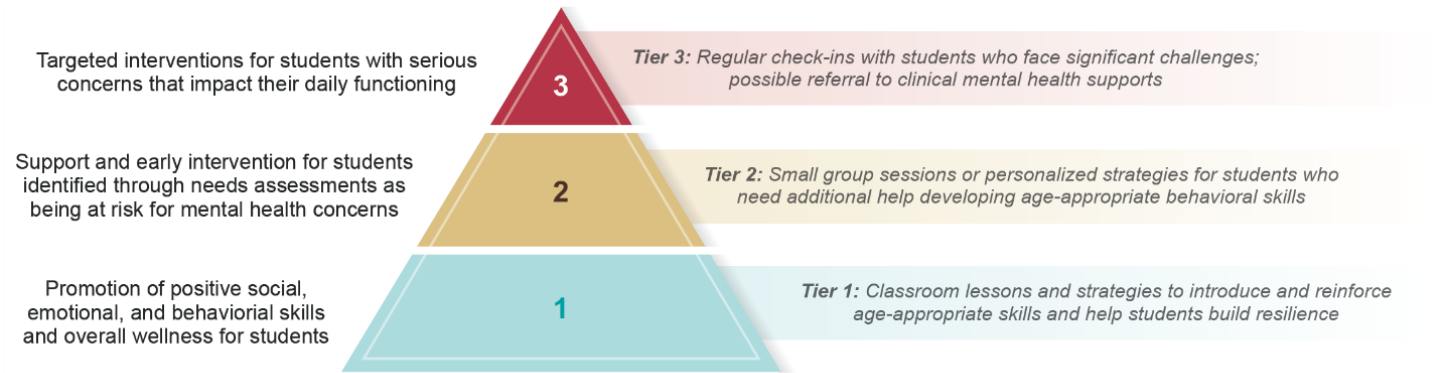 Targeted interventions for students with serious
concerns that impact their daily functioning
3
Tier 3: Regular check-ins with students who face significant challenges;
possible referral to clinical mental health supports
Support and early intervention for students
identified through needs assessments as
being at risk for mental health concerns
2
Tier 2: Small group sessions or personalized strategies for students who
need additional help developing age-appropriate behavioral skills
Promotion of positive social,
emotional, and behaviorial skills
and overall wellness for students
1
Tier 1: Classroom lessons and strategies to introduce and reinforce
age-appropriate skills and help students build resilience